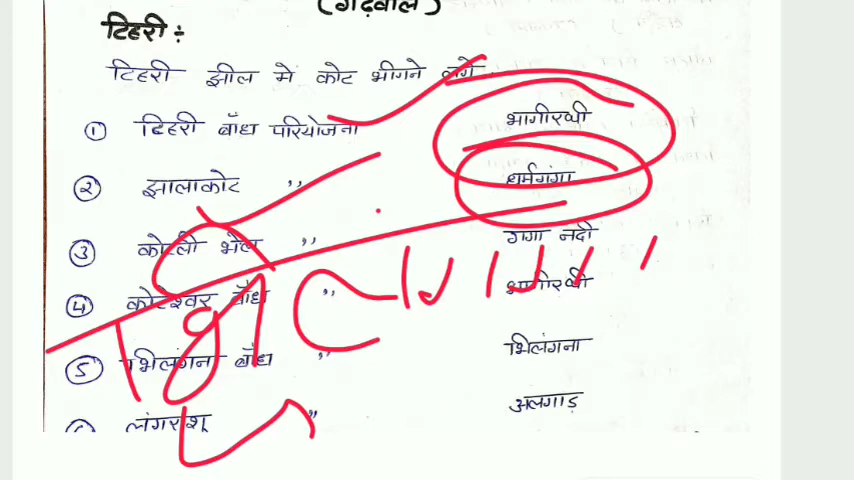 (गढ़वाल)
टिहरी :-
टिहरी झील में कोट भीगने लगे
① टिहरी बाँध परियोजना भागीरथी
② झालाकोट ,, धर्मगंगा
③ कोटली भेल ,, गंगा नदी
④ कोटेश्वर बाँध ,, भागीरथी
⑤ भिलंगना बाँध ,, भिलंगना
लंगरासू ,, अलगाड़